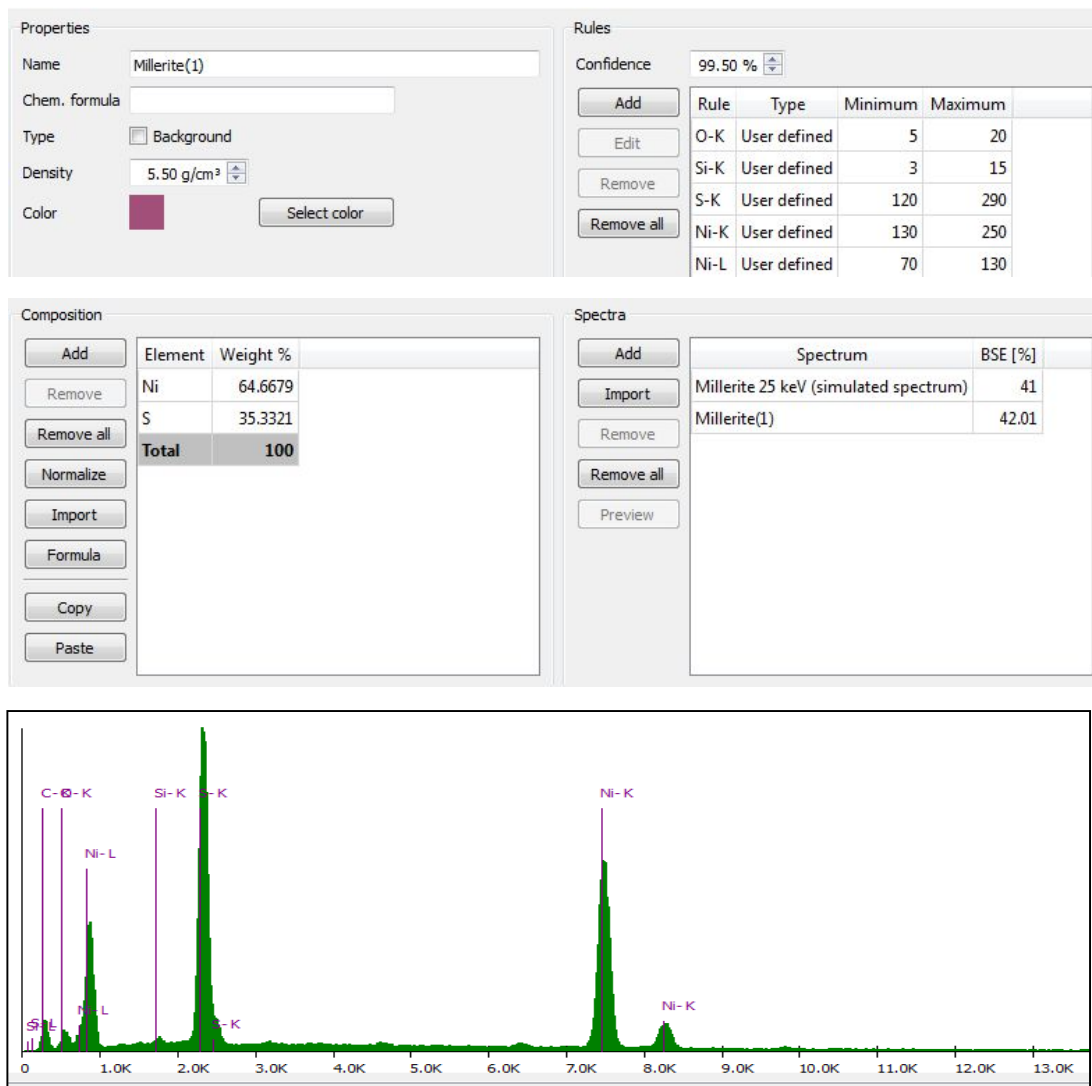 Properties
Name Millerite(1)
Chem. formula
Type Background
Density 5.50 g/cm³
Color Select color
Rules
Confidence 99.50 %
Add
Edit
Remove
Remove all
Rule Type Minimum Maximum
O-K User defined 5 20
Si-K User defined 3 15
S-K User defined 120 290
Ni-K User defined 130 250
Ni-L User defined 70 130
Composition
Add
Remove
Remove all
Normalize
Import
Formula
Copy
Paste
Element Weight %
Ni 64.6679
S 35.3321
Total 100
Spectra
Add
Import
Remove
Remove all
Preview
Spectrum BSE [%]
Millerite 25 keV (simulated spectrum) 41
Millerite(1) 42.01
C-K O-K Si-K S-K Ni-K
Ni-L
Ni-K
Ni-L
S-K
0 1.0K 2.0K 3.0K 4.0K 5.0K 6.0K 7.0K 8.0K 9.0K 10.0K 11.0K 12.0K 13.0K